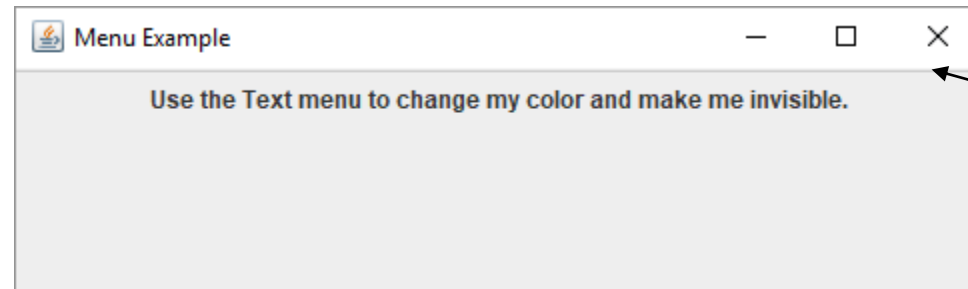 Menu Example
Use the Text menu to change my color and make me invisible.